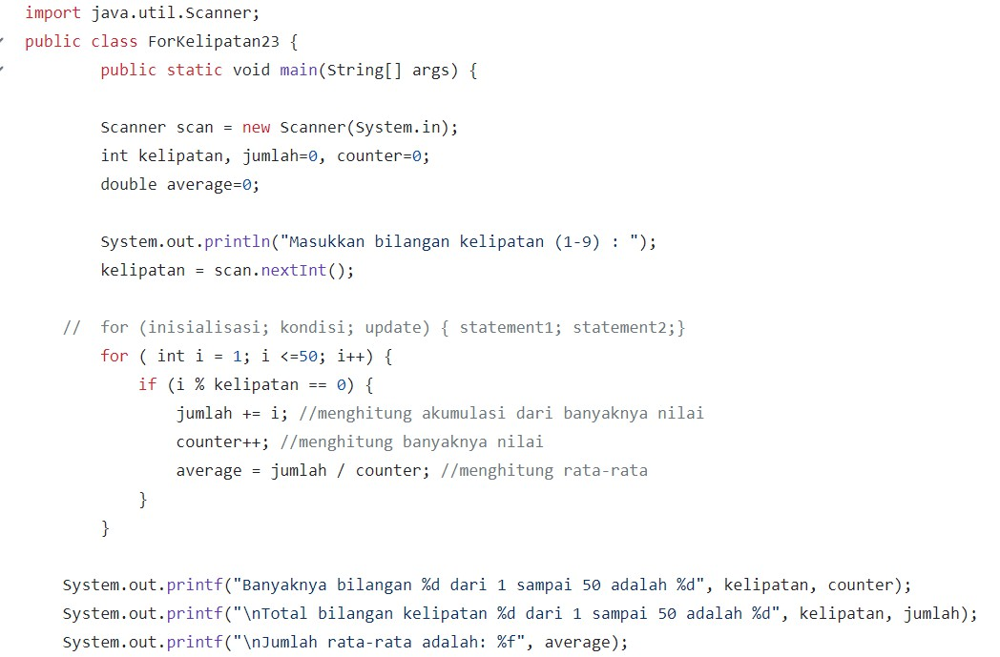 import java.util.Scanner;
public class ForKelipatan23 {
public static void main(String[] args) {
Scanner scan = new Scanner(System.in);
int kelipatan, jumlah=0, counter=0;
double average=0;
System.out.println("Masukkan bilangan kelipatan (1-9) : ");
kelipatan = scan.nextInt();
// for (inisialisasi; kondisi; update) { statement1; statement2;}
for ( int i = 1; i <=50; i++) {
if (i % kelipatan == 0) {
jumlah += i; //menghitung akumulasi dari banyaknya nilai
counter++; //menghitung banyaknya nilai
average = jumlah / counter; //menghitung rata-rata
}
}
System.out.printf("Banyaknya bilangan %d dari 1 sampai 50 adalah %d", kelipatan, counter);
System.out.printf("\nTotal bilangan kelipatan %d dari 1 sampai 50 adalah %d", kelipatan, jumlah);
System.out.printf("\nJumlah rata-rata adalah: %f", average);